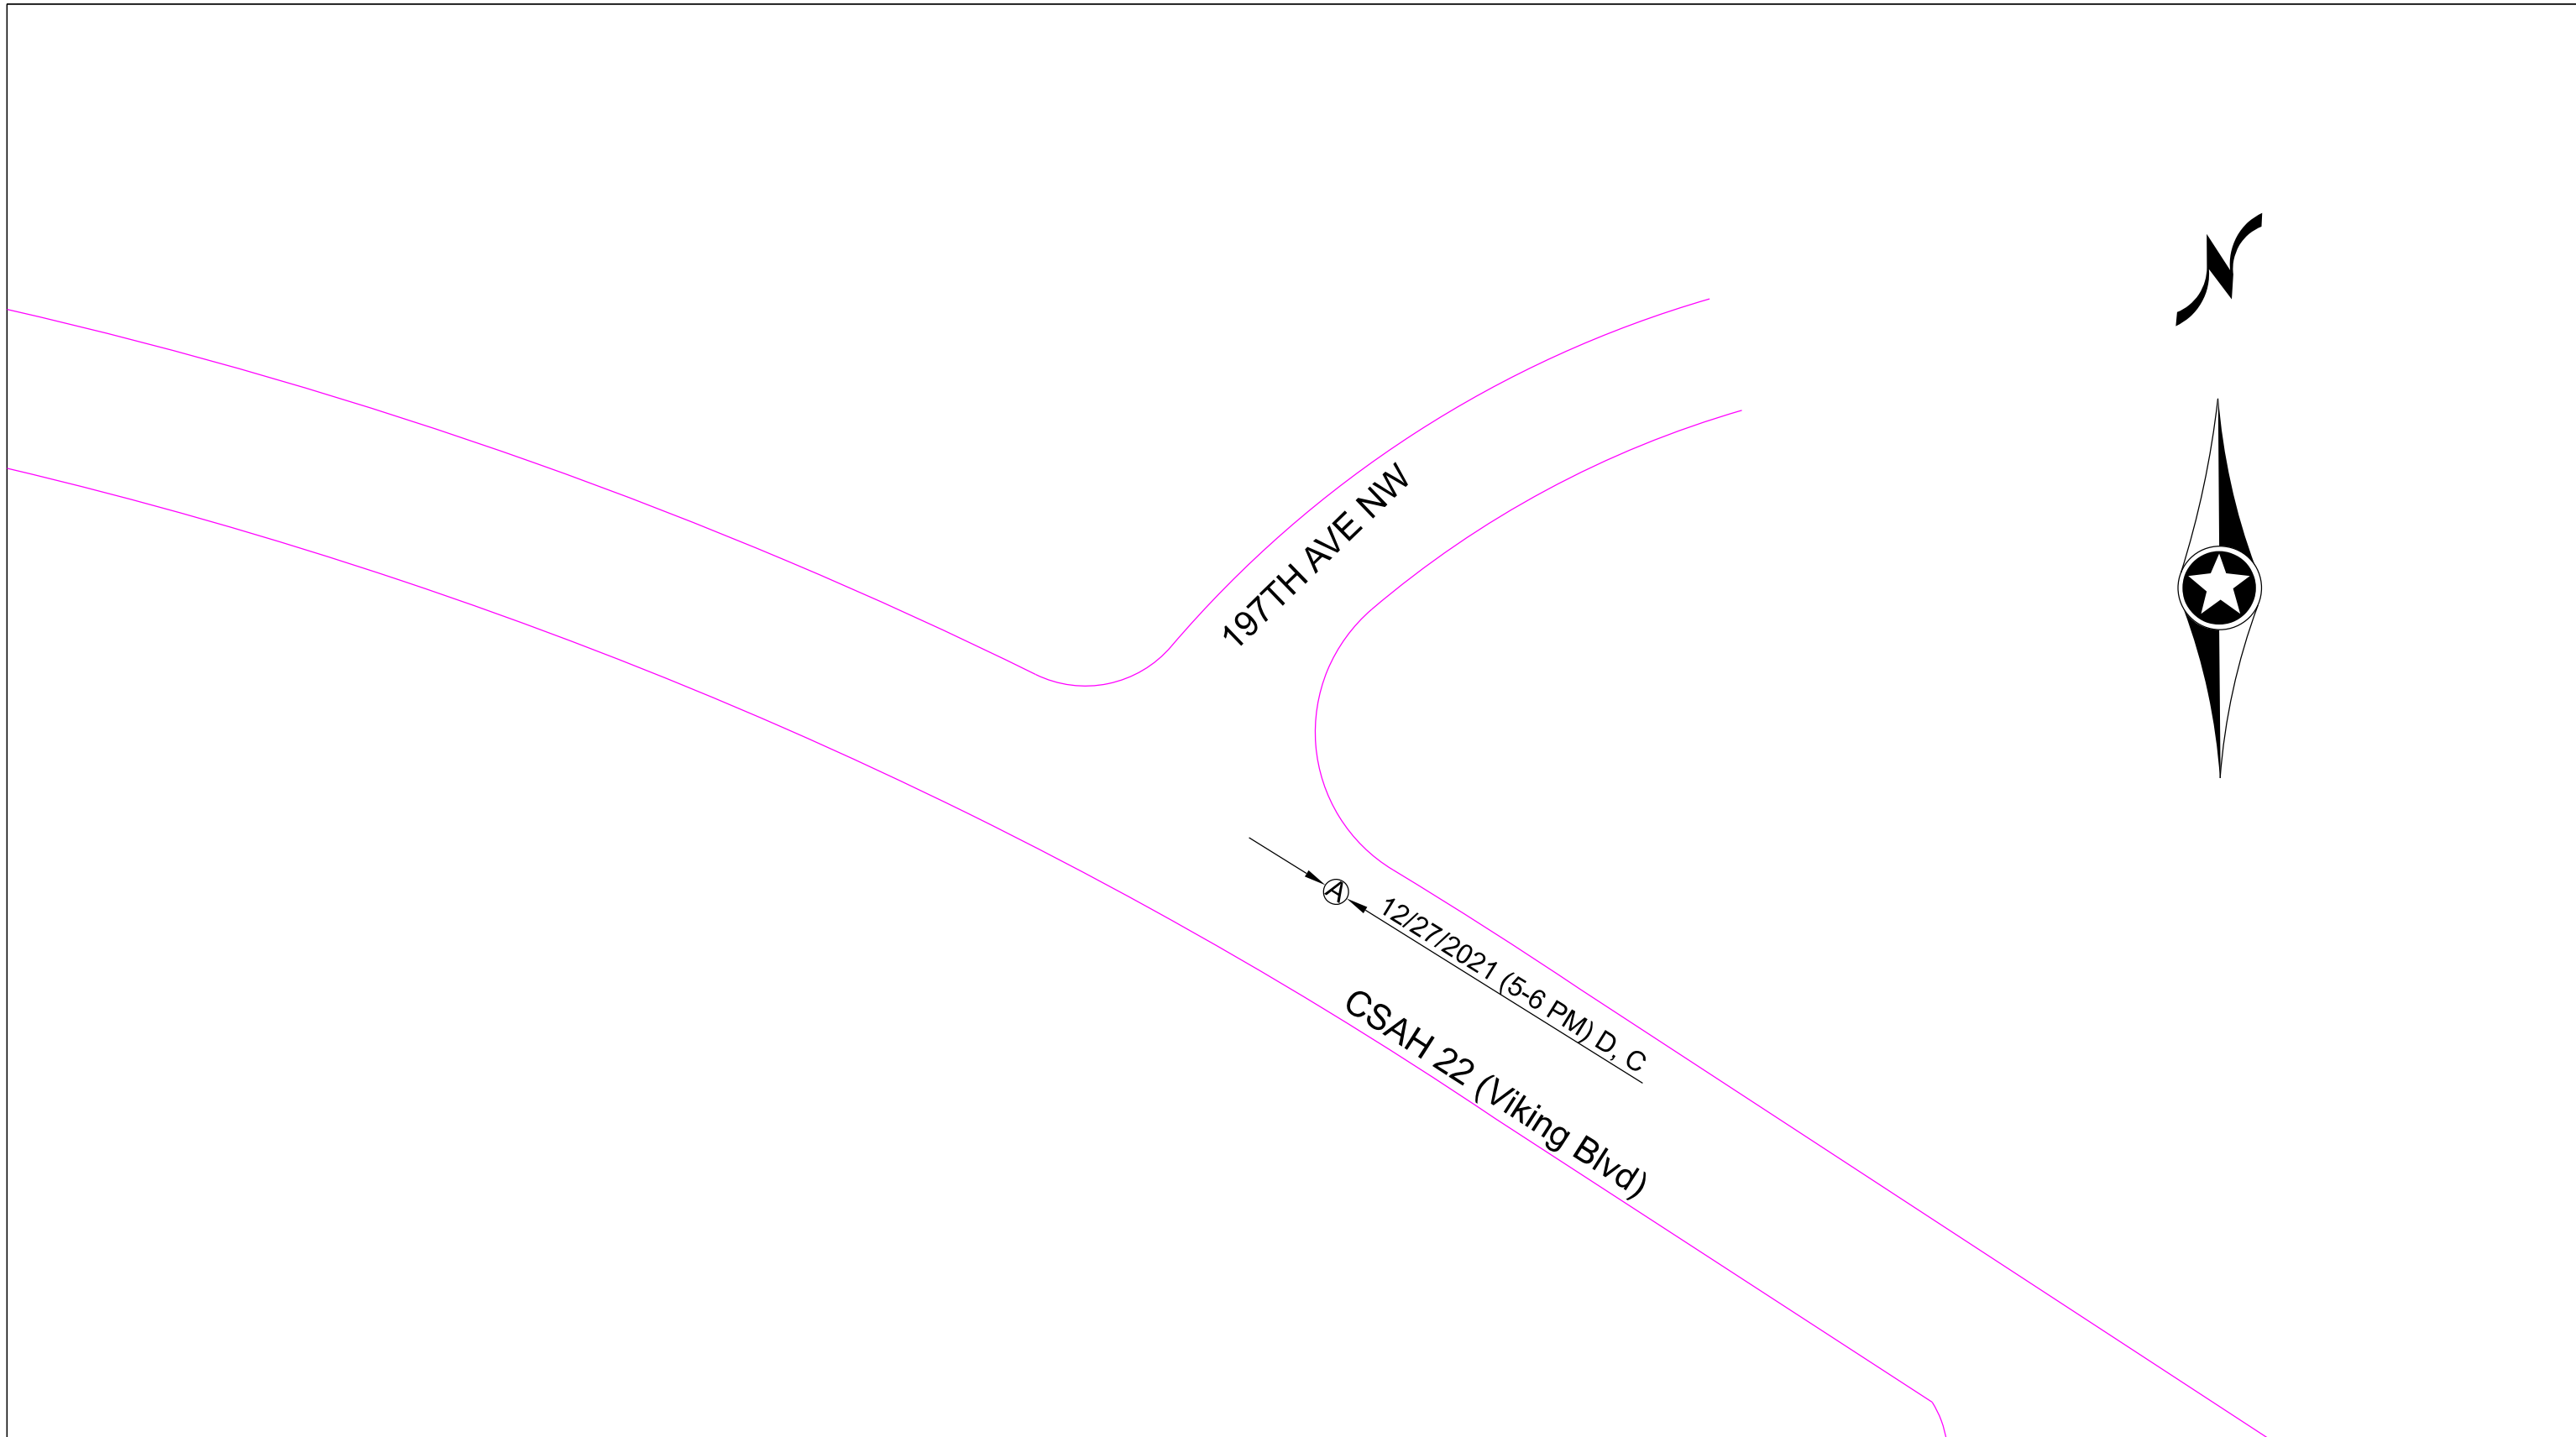 N
197TH AVE NW
A
12/27/2021 (5-6 PM) D, C
CSAH 22 (Viking Blvd)